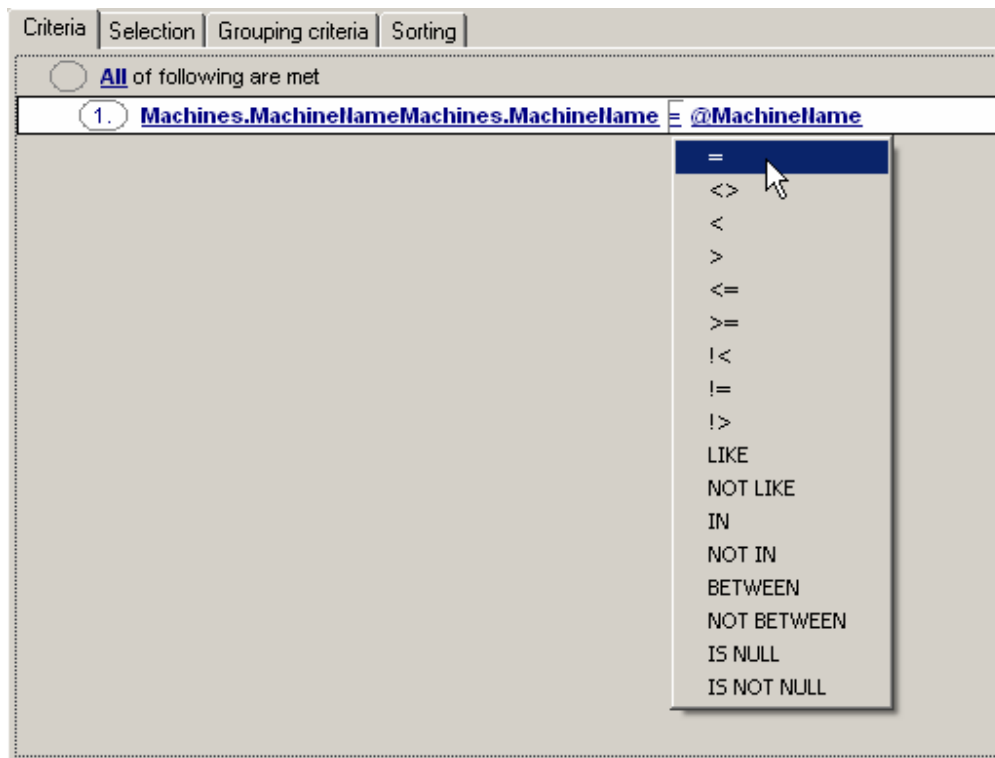 Criteria Selection Grouping criteria Sorting
All of following are met
1. Machines.MachineNameMachines.MachineName = @MachineName
=
<>
<
>
<=
>=
!<
!=
!>
LIKE
NOT LIKE
IN
NOT IN
BETWEEN
NOT BETWEEN
IS NULL
IS NOT NULL